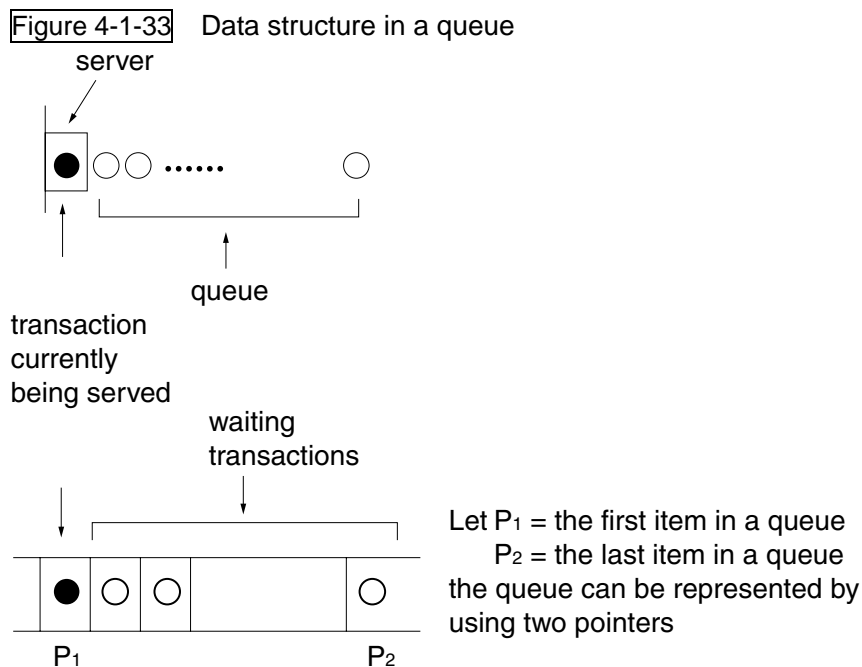 Figure 4-1-33 Data structure in a queue
server
queue
transaction
currently
being served
waiting
transactions
Let P1 = the first item in a queue
P2 = the last item in a queue
the queue can be represented by
using two pointers
P1 P2